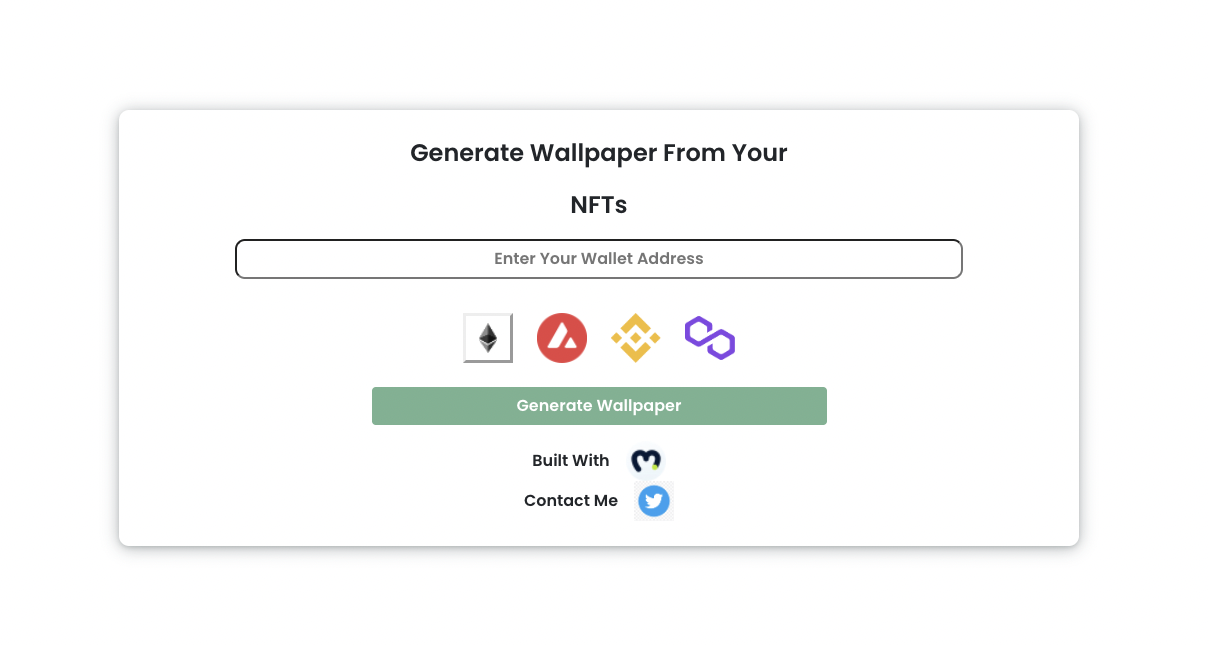 Generate Wallpaper From Your
NFTs
Enter Your Wallet Address
Generate Wallpaper
Built With
Contact Me